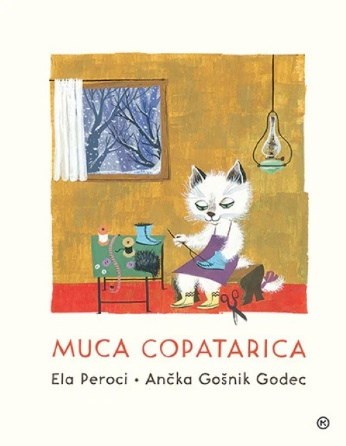 MUCA COPATARICA
Ela Peroci • Ančka Gošnik Godec